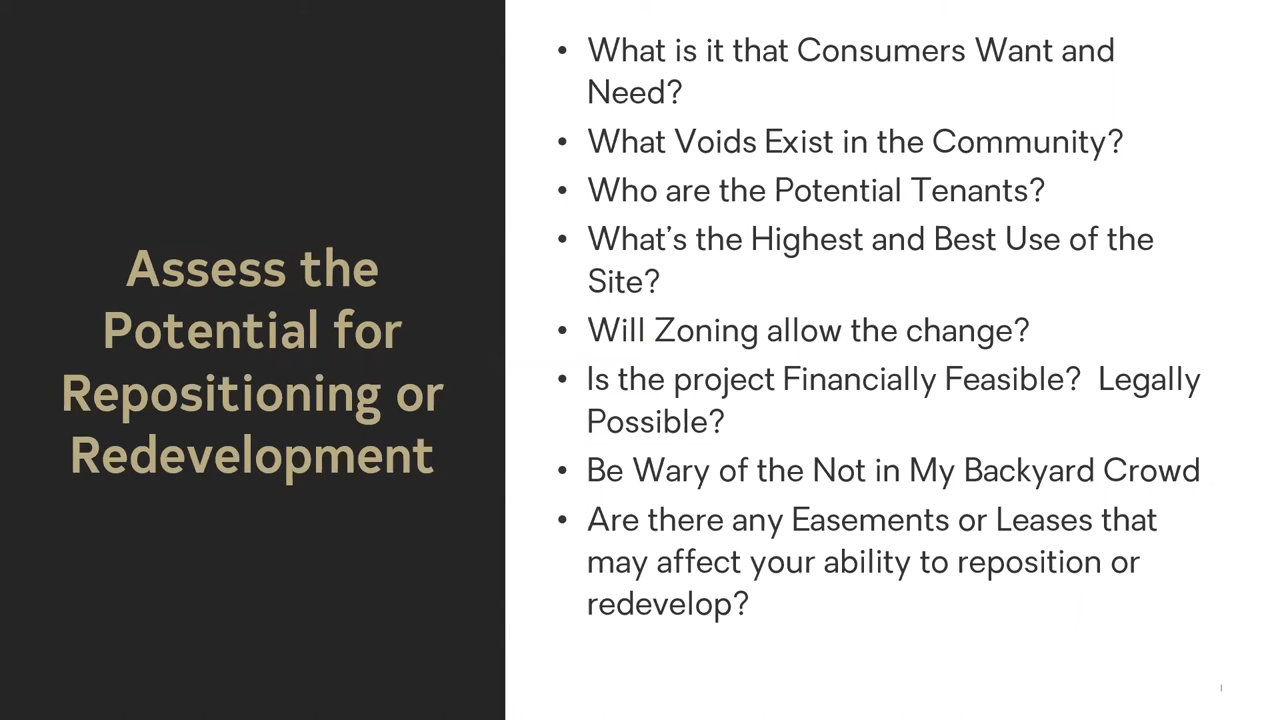 Assess the
Potential for
Repositioning or
Redevelopment
• What is it that Consumers Want and
Need?
• What Voids Exist in the Community?
• Who are the Potential Tenants?
• What's the Highest and Best Use of the
Site?
• Will Zoning allow the change?
• Is the project Financially Feasible?  Legally
Possible?
• Be Wary of the Not in My Backyard Crowd
• Are there any Easements or Leases that
may affect your ability to reposition or
redevelop?